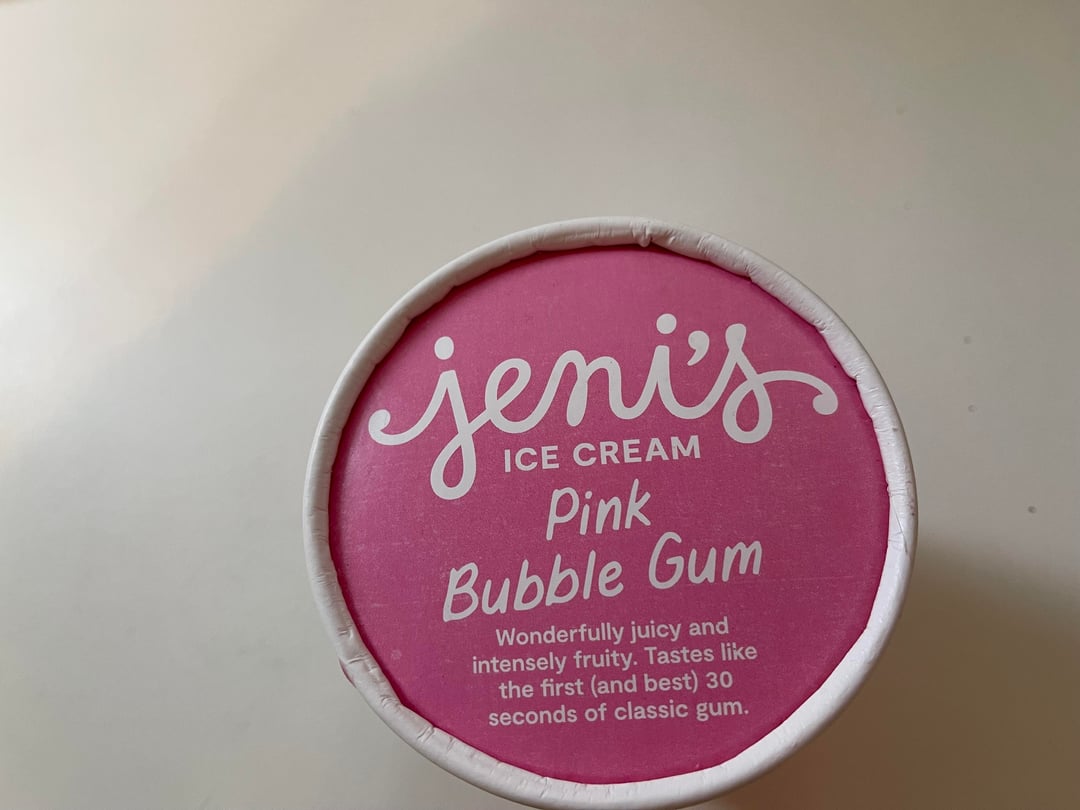 jeni's
ICE CREAM
Pink
Bubble Gum
Wonderfully juicy and
intensely fruity. Tastes like
the first (and best) 30
seconds of classic gum.